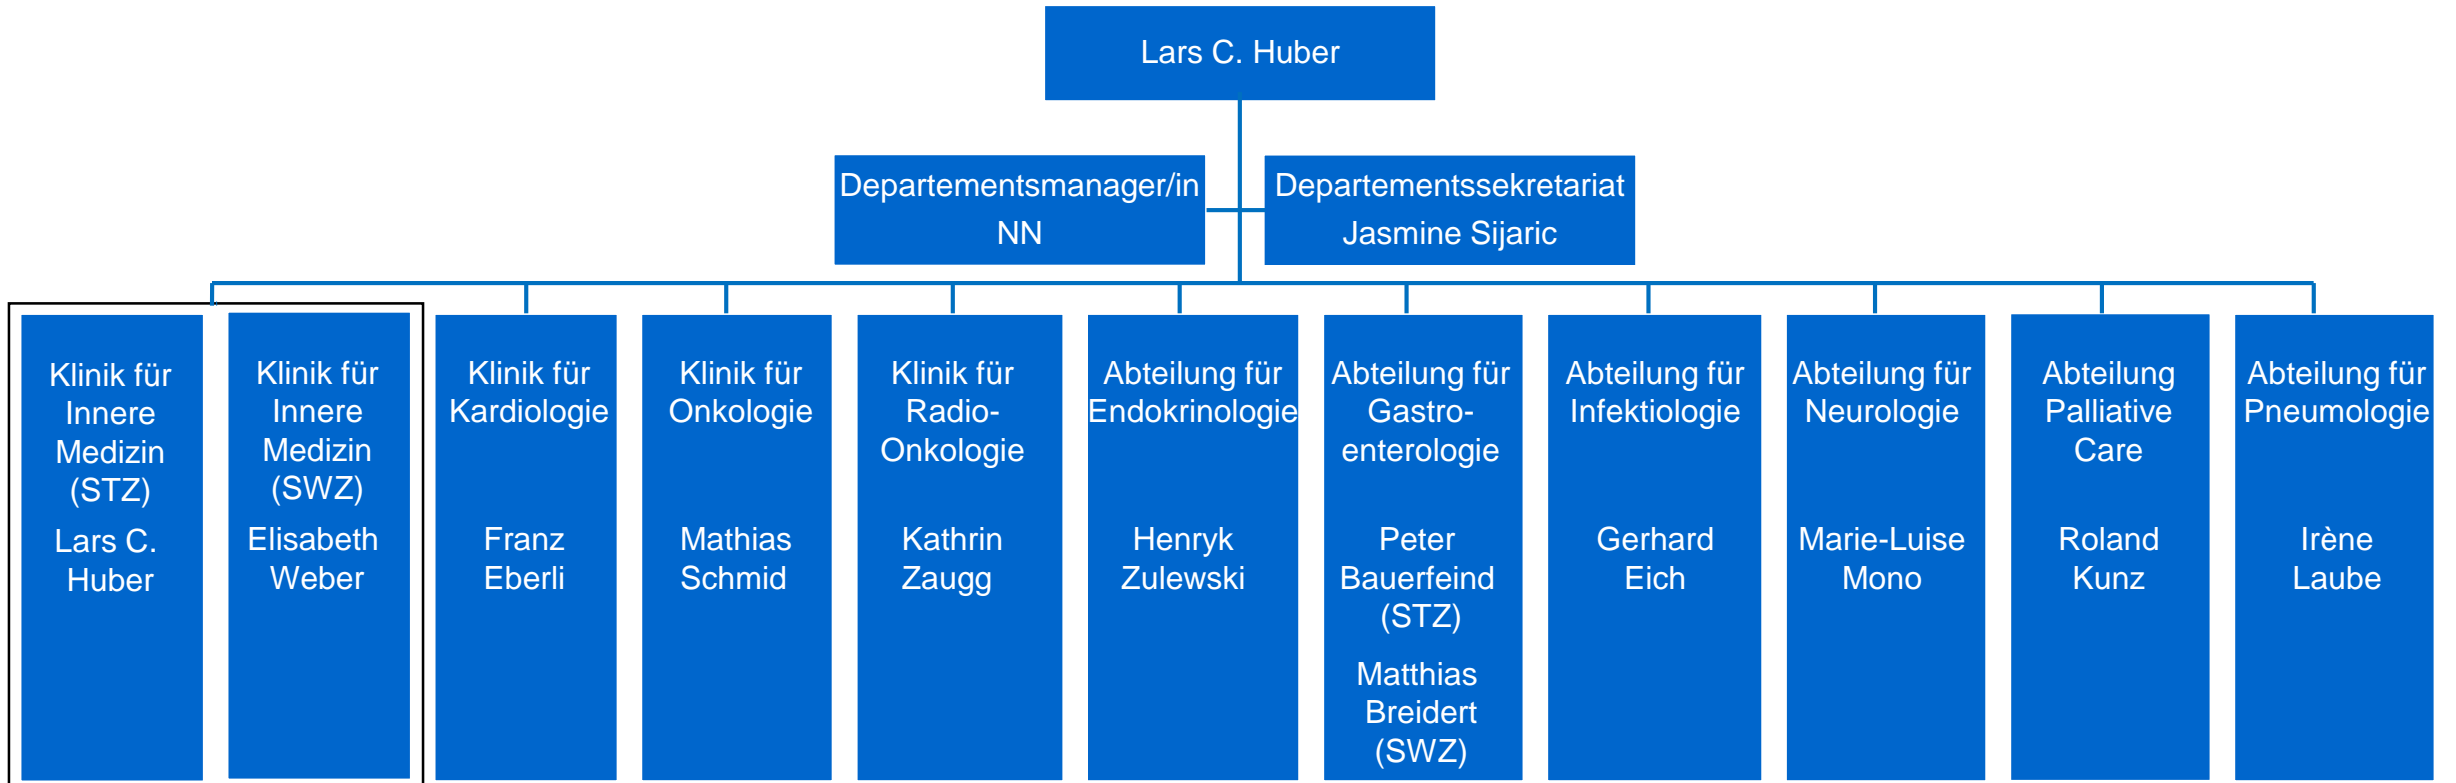 Lars C. Huber
Departementsmanager/in
NN
Departementssekretariat
Jasmine Sijaric
Klinik für
Innere
Medizin
(STZ)
Lars C.
Huber
Klinik für
Innere
Medizin
(SWZ)
Elisabeth
Weber
Klinik für
Kardiologie
Franz
Eberli
Klinik für
Onkologie
Mathias
Schmid
Klinik für
Radio-
Onkologie
Kathrin
Zaugg
Abteilung für
Endokrinologie
Henryk
Zulewski
Abteilung für
Gastro-
enterologie
Peter
Bauerfeind
(STZ)
Matthias
Breidert
(SWZ)
Abteilung für
Infektiologie
Gerhard
Eich
Abteilung für
Neurologie
Marie-Luise
Mono
Abteilung
Palliative
Care
Roland
Kunz
Abteilung für
Pneumologie
Irène
Laube